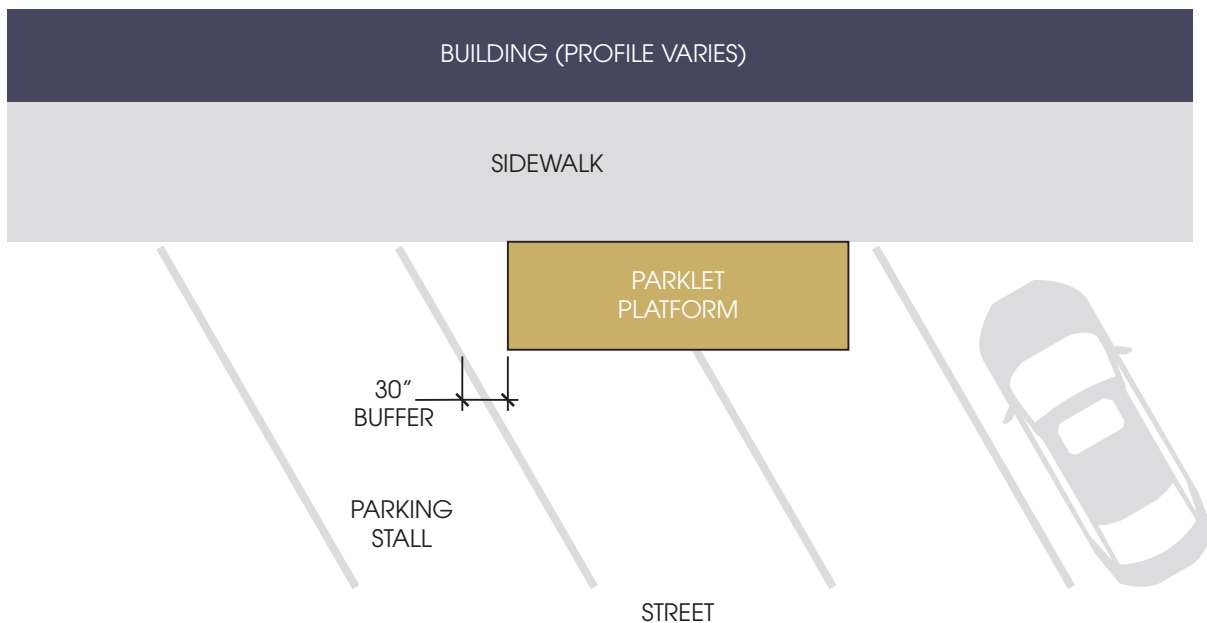 BUILDING (PROFILE VARIES)
SIDEWALK
PARKLET
PLATFORM
30”
BUFFER
PARKING
STALL
STREET